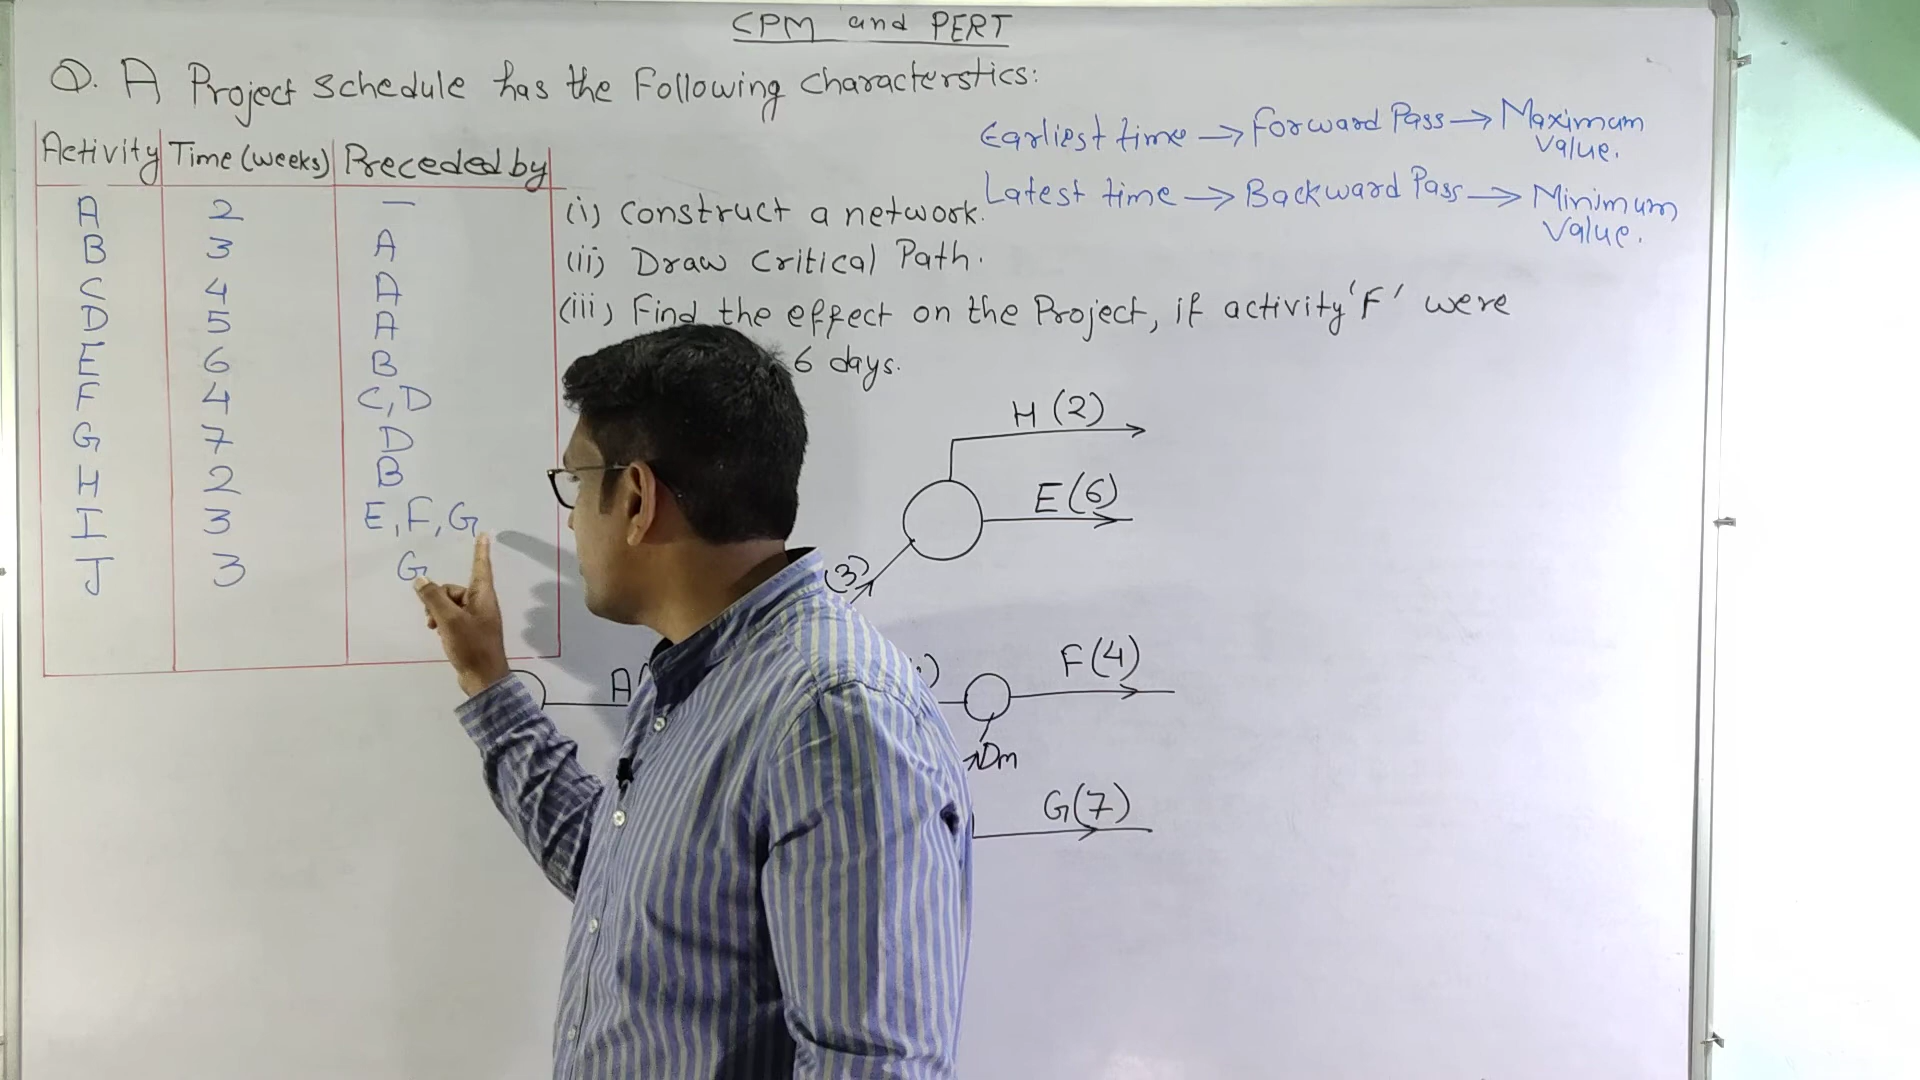 CPM and PERT
Q. A Project schedule has the Following characterstics:
Earliest time → Forward Pass → Maximum Value.
Latest time → Backward Pass → Minimum Value.
Activity Time (weeks) Preceded by
A 2 —
B 3 A
C 4 A
D 5 A
E 6 B
F 4 C, D
G 7 D
H 2 B
I 3 E, F, G
J 3 G
(i) Construct a network.
(ii) Draw Critical Path.
(iii) Find the effect on the Project, if activity 'F' were
6 days.
H (2)
E (6)
(3)
A(
)
F (4)
Dm
G (7)